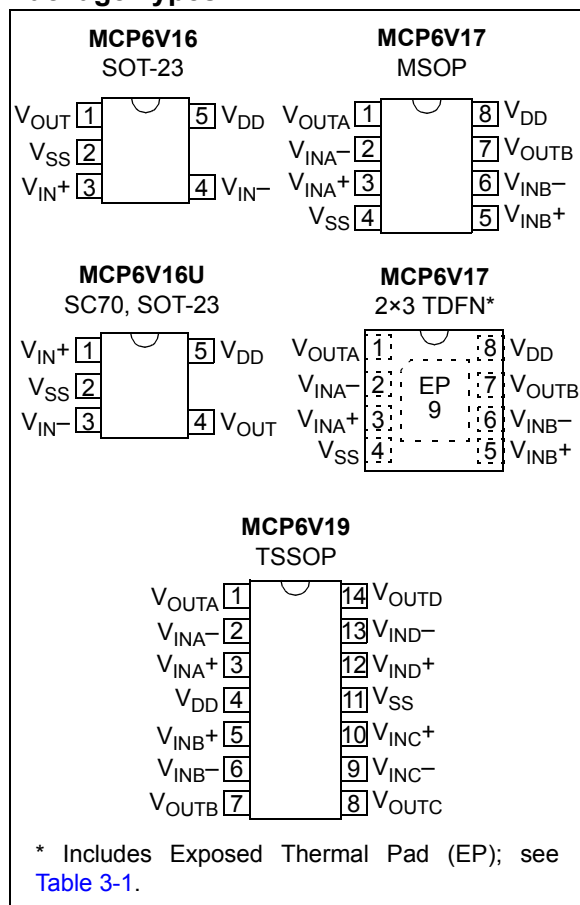 MCP6V16
SOT-23
VOUT 1
5 VDD
VSS 2
VIN+ 3
4 VIN–
MCP6V17
MSOP
VOUTA 1
8 VDD
VINA– 2
7 VOUTB
VINA+ 3
6 VINB–
VSS 4
5 VINB+
MCP6V16U
SC70, SOT-23
VIN+ 1
5 VDD
VSS 2
VIN– 3
4 VOUT
MCP6V17
2×3 TDFN*
VOUTA 1
8 VDD
VINA– 2
EP
7 VOUTB
9
VINA+ 3
6 VINB–
VSS 4
5 VINB+
MCP6V19
TSSOP
VOUTA 1
14 VOUTD
VINA– 2
13 VIND–
VINA+ 3
12 VIND+
VDD 4
11 VSS
VINB+ 5
10 VINC+
VINB– 6
9 VINC–
VOUTB 7
8 VOUTC
* Includes Exposed Thermal Pad (EP); see
Table 3-1.